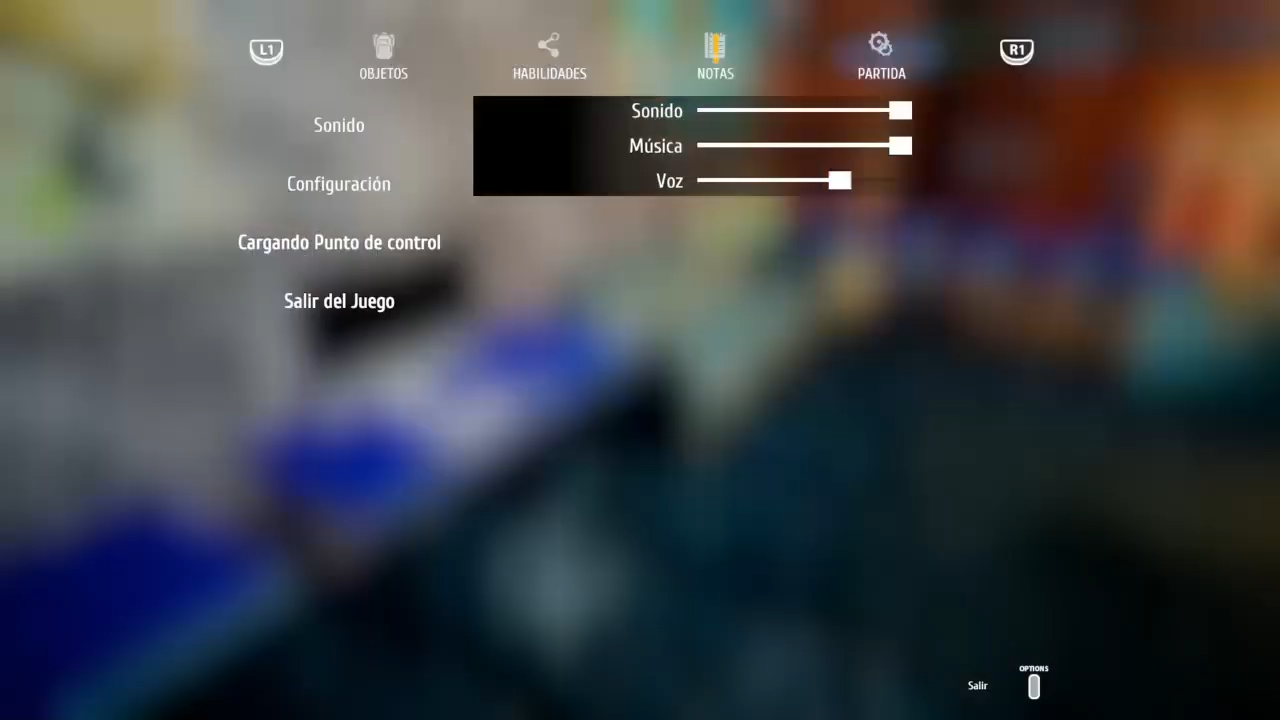 L1
OBJETOS
HABILIDADES
NOTAS
PARTIDA
R1
Sonido
Configuración
Cargando Punto de control
Salir del Juego
Sonido
Música
Voz
Salir
OPTIONS